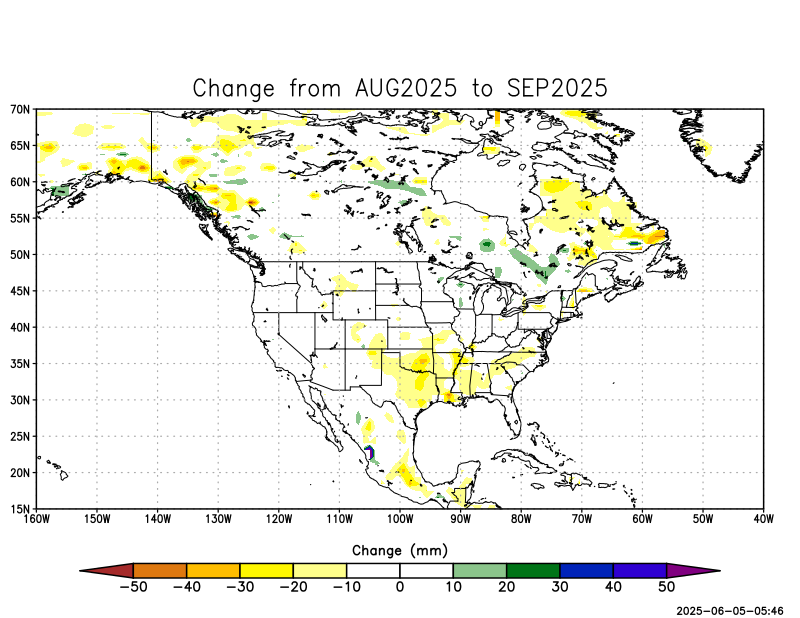 Change from AUG2025 to SEP2025
70N
65N
60N
55N
50N
45N
40N
35N
30N
25N
20N
15N
160W 150W 140W 130W 120W 110W 100W 90W 80W 70W 60W 50W 40W
Change (mm)
−50 −40 −30 −20 −10 0 10 20 30 40 50
2025-06-05-05:46